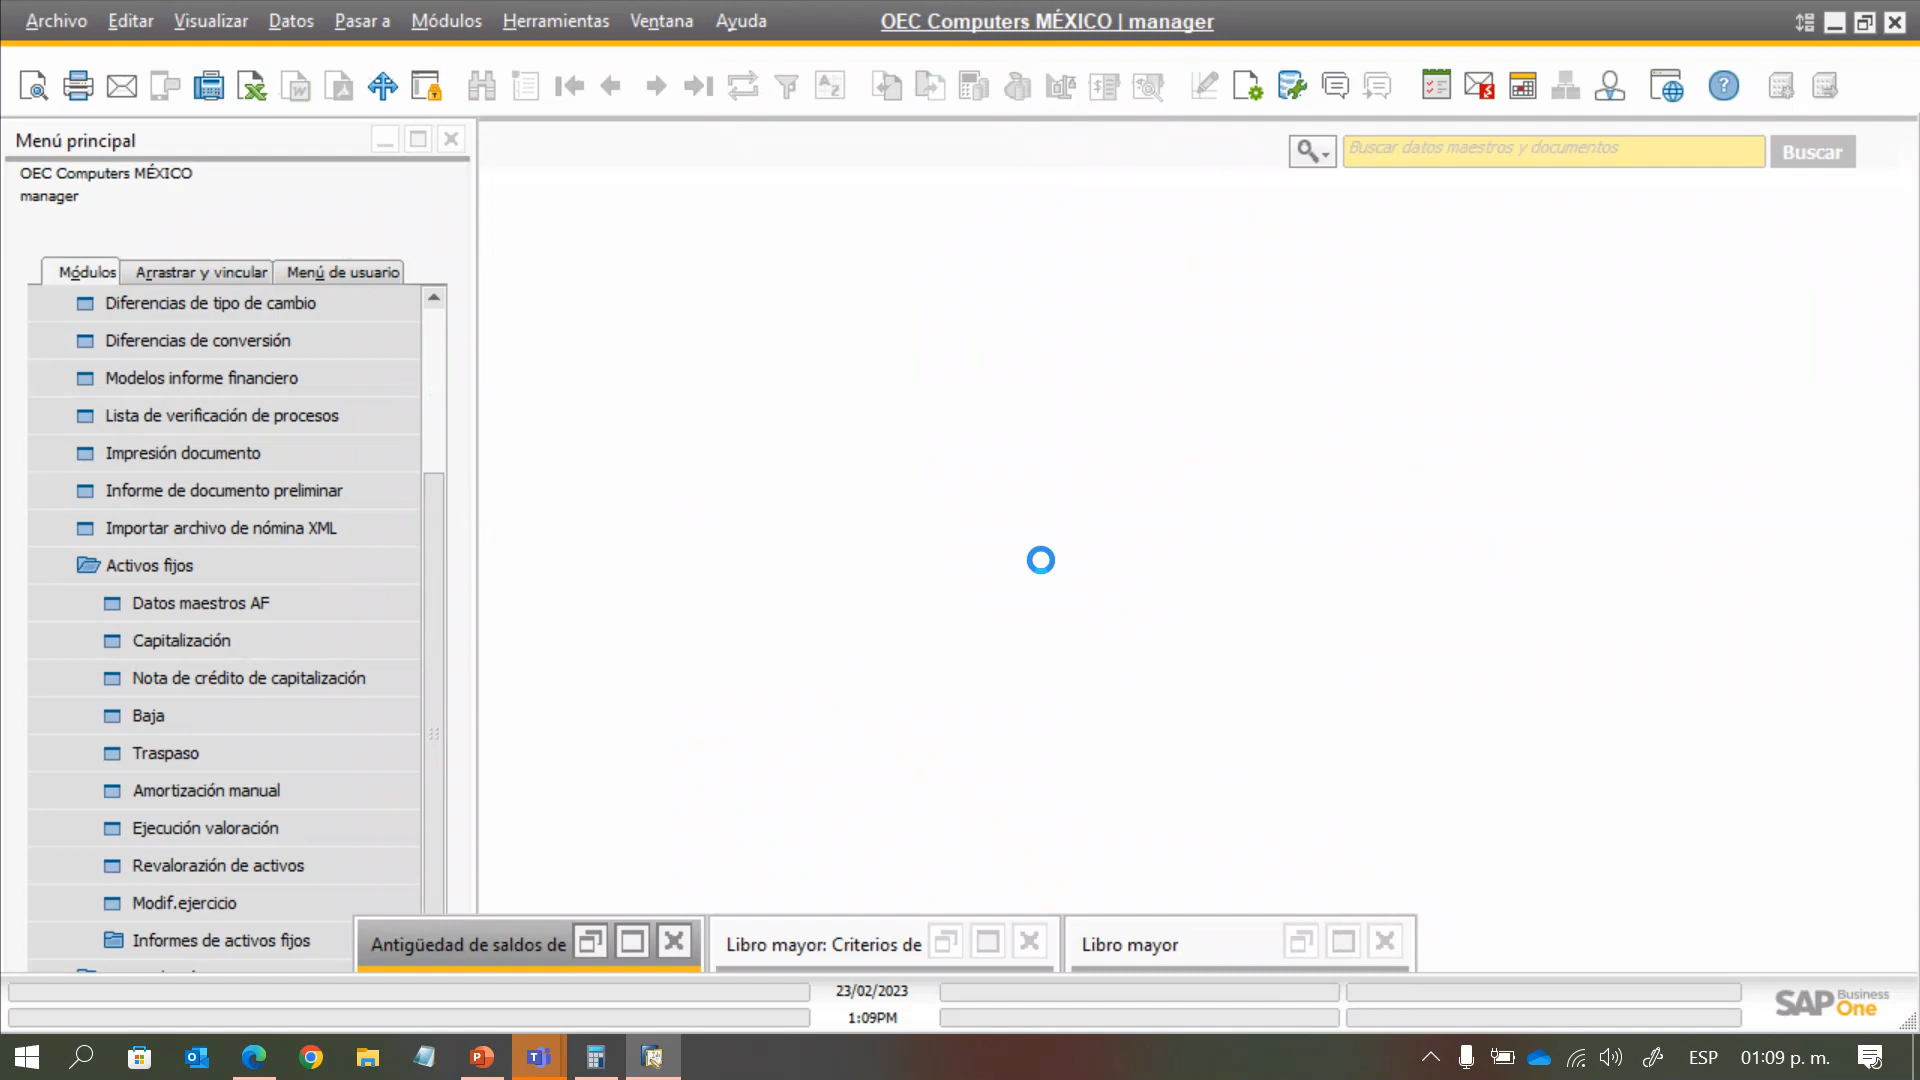 Archivo Editar Visualizar Datos Pasar a Módulos Herramientas Ventana Ayuda OEC Computers MÉXICO | manager
Menú principal
OEC Computers MÉXICO
manager
Buscar datos maestros y documentos Buscar
Módulos Arrastrar y vincular Menú de usuario
Diferencias de tipo de cambio
Diferencias de conversión
Modelos informe financiero
Lista de verificación de procesos
Impresión documento
Informe de documento preliminar
Importar archivo de nómina XML
Activos fijos
Datos maestros AF
Capitalización
Nota de crédito de capitalización
Baja
Traspaso
Amortización manual
Ejecución valoración
Revalorazión de activos
Modif.ejercicio
Informes de activos fijos
Antigüedad de saldos de Libro mayor: Criterios de Libro mayor
23/02/2023
1:09PM
SAP Business One
ESP 01:09 p. m.